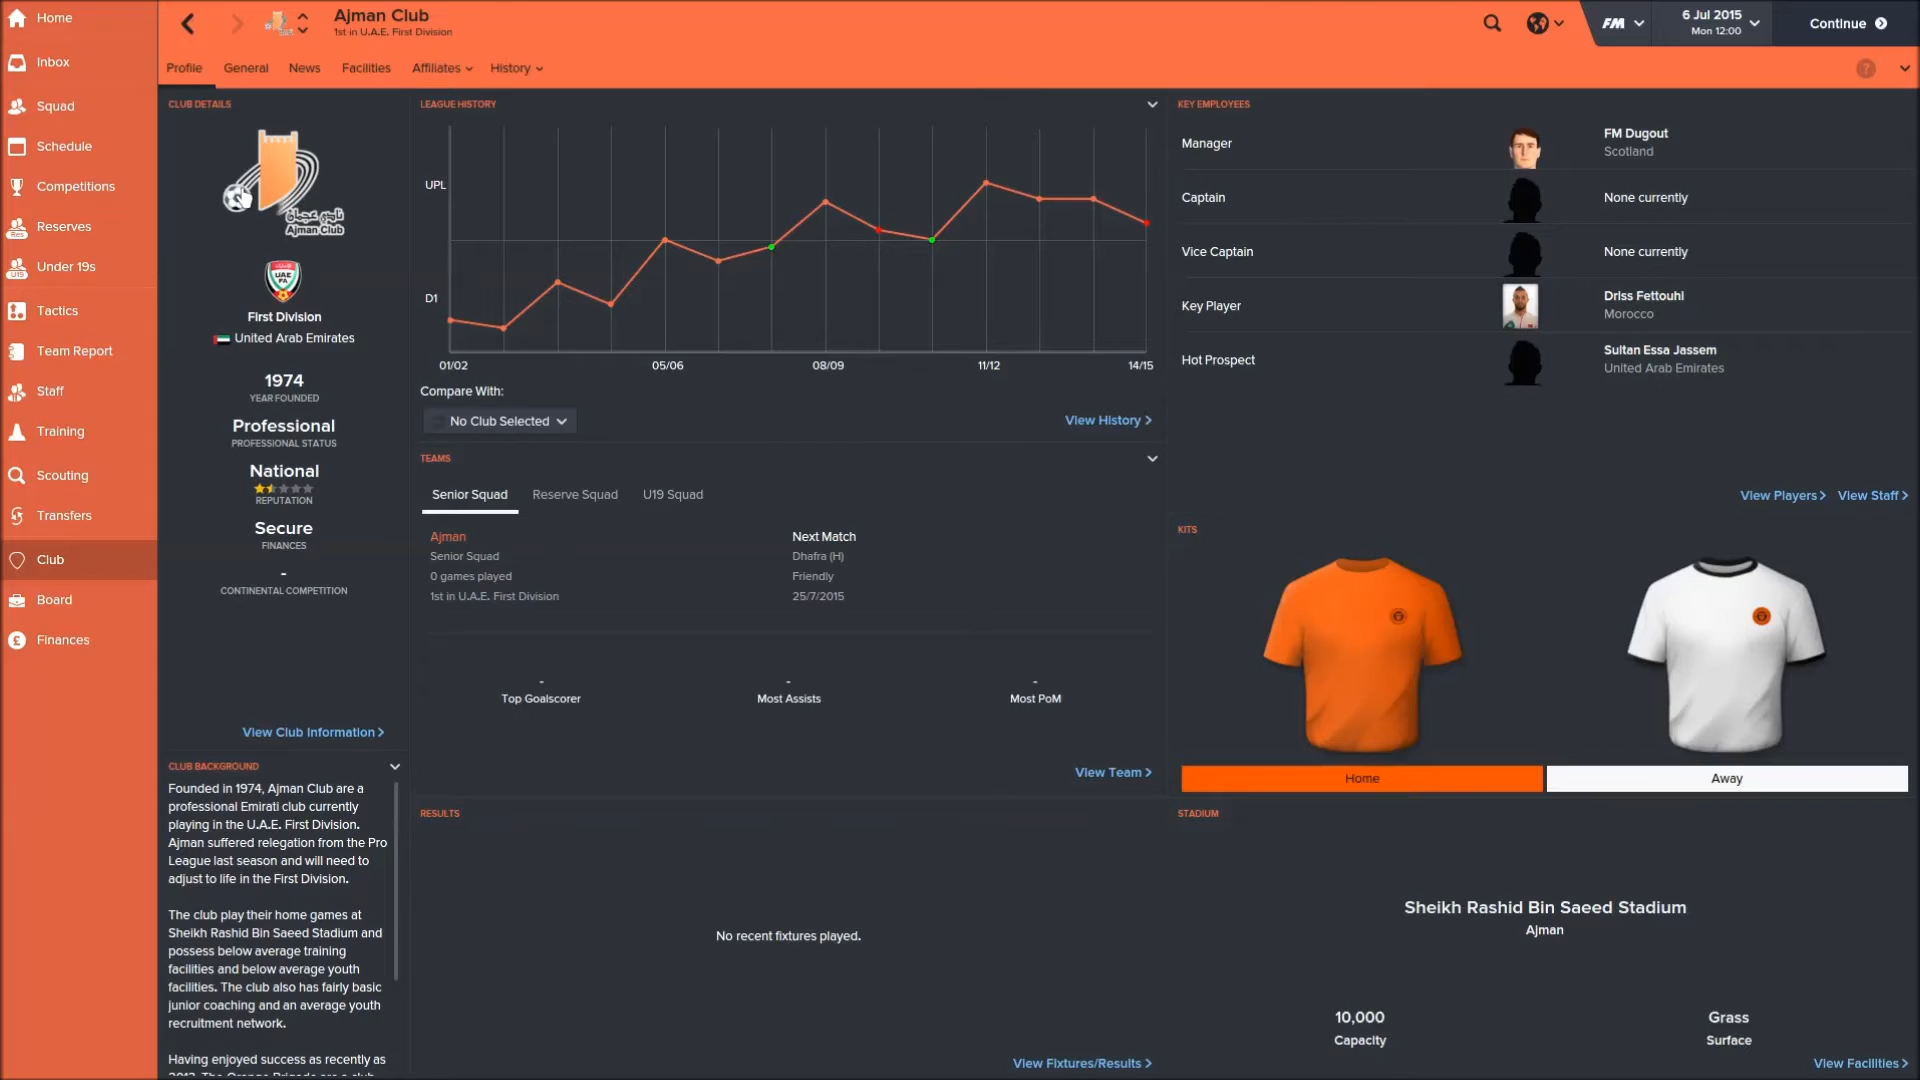 Home
Inbox
Squad
Schedule
Competitions
Reserves
Under 19s
Tactics
Team Report
Staff
Training
Scouting
Transfers
Club
Board
Finances
Ajman Club
1st in U.A.E. First Division
FM
6 Jul 2015
Mon 12:00
Continue
Profile General News Facilities Affiliates History
CLUB DETAILS
نادي عجمان
Ajman Club
UAE
FA
First Division
United Arab Emirates
1974
YEAR FOUNDED
Professional
PROFESSIONAL STATUS
National
REPUTATION
Secure
FINANCES
-
CONTINENTAL COMPETITION
View Club Information >
CLUB BACKGROUND
Founded in 1974, Ajman Club are a
professional Emirati club currently
playing in the U.A.E. First Division.
Ajman suffered relegation from the Pro
League last season and will need to
adjust to life in the First Division.
The club play their home games at
Sheikh Rashid Bin Saeed Stadium and
possess below average training
facilities and below average youth
facilities. The club also has fairly basic
junior coaching and an average youth
recruitment network.
Having enjoyed success as recently as
LEAGUE HISTORY
UPL
D1
01/02 05/06 08/09 11/12 14/15
Compare With:
No Club Selected
View History >
TEAMS
Senior Squad Reserve Squad U19 Squad
Ajman
Senior Squad
0 games played
1st in U.A.E. First Division
Next Match
Dhafra (H)
Friendly
25/7/2015
- - -
Top Goalscorer Most Assists Most PoM
View Team >
RESULTS
No recent fixtures played.
View Fixtures/Results >
KEY EMPLOYEES
Manager FM Dugout
Scotland
Captain None currently
Vice Captain None currently
Key Player Driss Fettouhi
Morocco
Hot Prospect Sultan Essa Jassem
United Arab Emirates
View Players > View Staff >
KITS
Home Away
STADIUM
Sheikh Rashid Bin Saeed Stadium
Ajman
10,000
Capacity
Grass
Surface
View Facilities >